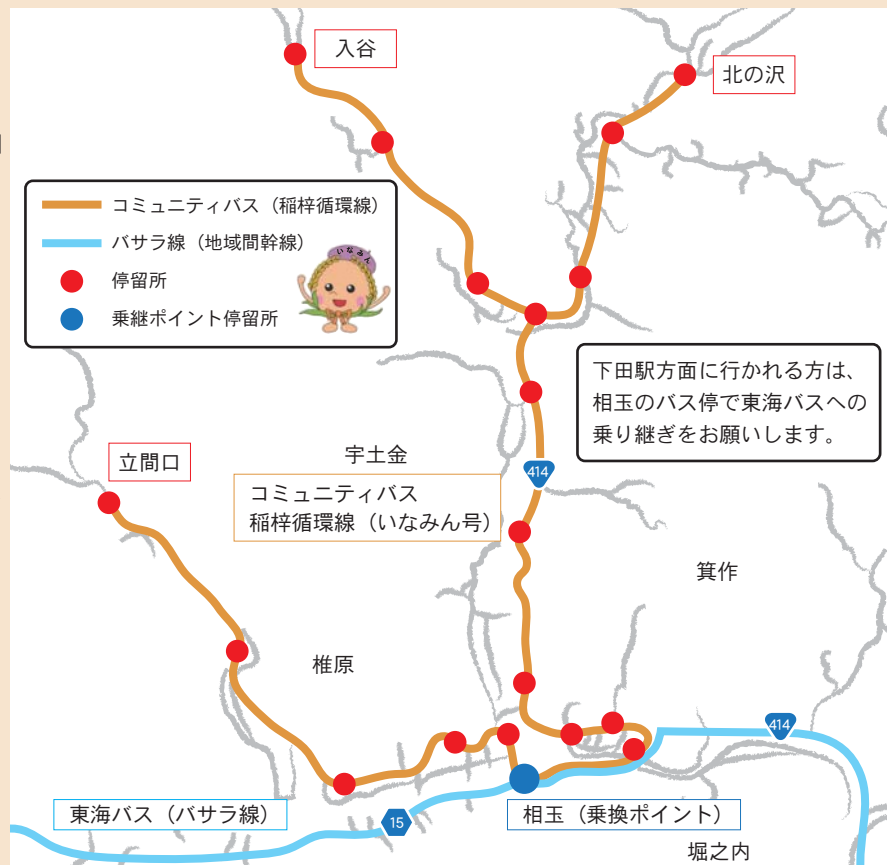 入谷
北の沢
コミュニティバス（稲梓循環線）
バサラ線（地域間幹線）
停留所
乗継ポイント停留所
いなみん
下田駅方面に行かれる方は、
相玉のバス停で東海バスへの
乗り継ぎをお願いします。
立間口
宇土金
414
コミュニティバス
稲梓循環線（いなみん号）
箕作
椎原
414
東海バス（バサラ線）
15
相玉（乗換ポイント）
堀之内